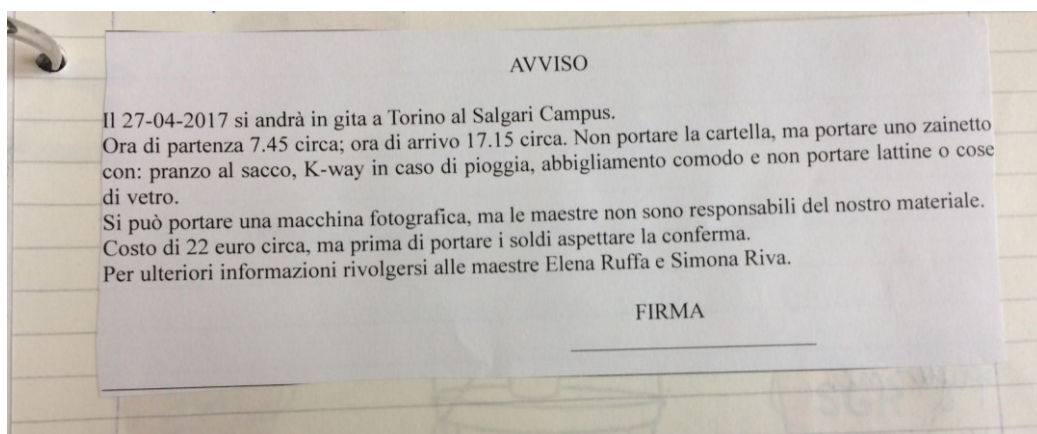 AVVISO
Il 27-04-2017 si andrà in gita a Torino al Salgari Campus.
Ora di partenza 7.45 circa; ora di arrivo 17.15 circa. Non portare la cartella, ma portare uno zainetto
con: pranzo al sacco, K-way in caso di pioggia, abbigliamento comodo e non portare lattine o cose
di vetro.
Si può portare una macchina fotografica, ma le maestre non sono responsabili del nostro materiale.
Costo di 22 euro circa, ma prima di portare i soldi aspettare la conferma.
Per ulteriori informazioni rivolgersi alle maestre Elena Ruffa e Simona Riva.
FIRMA